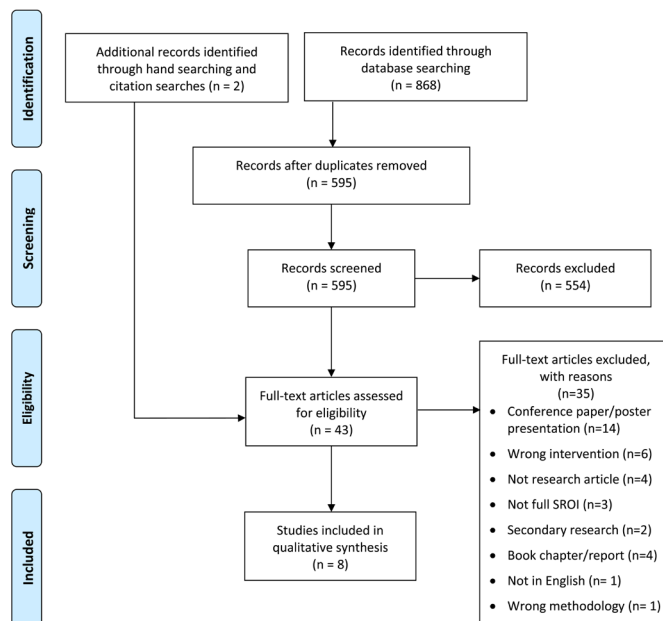 Identification
Additional records identified
through hand searching and
citation searches (n = 2)
Records identified through
database searching
(n = 868)
Records after duplicates removed
(n = 595)
Screening
Records screened
(n = 595)
Records excluded
(n = 554)
Eligibility
Full-text articles assessed
for eligibility
(n = 43)
Full-text articles excluded,
with reasons
(n=35)
• Conference paper/poster
presentation (n=14)
• Wrong intervention (n=6)
• Not research article (n=4)
• Not full SROI (n=3)
• Secondary research (n=2)
• Book chapter/report (n=4)
• Not in English (n= 1)
• Wrong methodology (n= 1)
Included
Studies included in
qualitative synthesis
(n = 8)